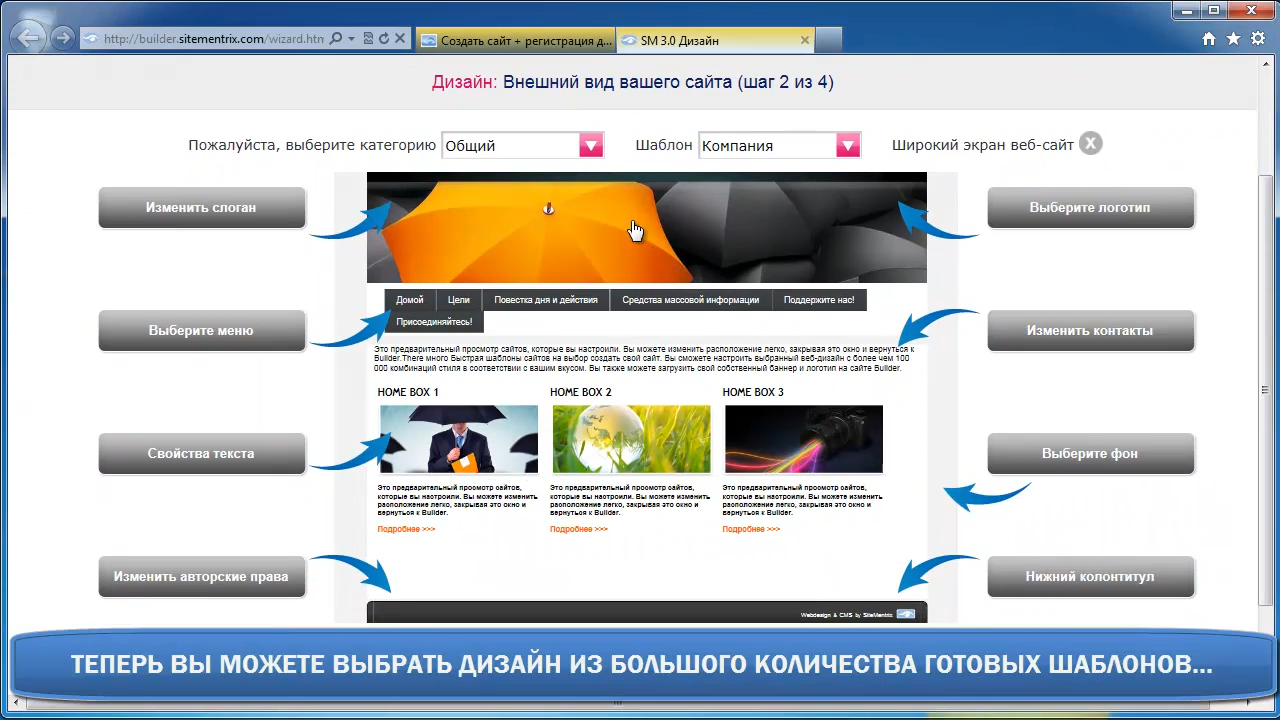 http://builder.sitementrix.com/wizard.htn
Создать сайт + регистрация д...
SM 3.0 Дизайн
Дизайн: Внешний вид вашего сайта (шаг 2 из 4)
Пожалуйста, выберите категорию Общий Шаблон Компания Широкий экран веб-сайт X
Изменить слоган
Выберите логотип
Домой Цели Повестка дня и действия Средства массовой информации Поддержите нас!
Присоединяйтесь!
Выберите меню
Изменить контакты
Это предварительный просмотр сайтов, которые вы настроили. Вы можете изменить расположение легко, закрывая это окно и вернуться к
Builder.There много Быстрая шаблоны сайтов на выбор создать свой сайт. Вы сможете настроить выбранный веб-дизайн с более чем 100
000 комбинаций стиля в соответствии с вашим вкусом. Вы также можете загрузить свой собственный баннер и логотип на сайте Builder.
HOME BOX 1 HOME BOX 2 HOME BOX 3
Свойства текста
Выберите фон
Это предварительный просмотр сайтов,
которые вы настроили. Вы можете изменить
расположение легко, закрывая это окно и
вернуться к Builder.
Подробнее >>>
Это предварительный просмотр сайтов,
которые вы настроили. Вы можете изменить
расположение легко, закрывая это окно и
вернуться к Builder.
Подробнее >>>
Это предварительный просмотр сайтов,
которые вы настроили. Вы можете изменить
расположение легко, закрывая это окно и
вернуться к Builder.
Подробнее >>>
Изменить авторские права
Нижний колонтитул
Webdesign & CMS by SiteMentrix
ТЕПЕРЬ ВЫ МОЖЕТЕ ВЫБРАТЬ ДИЗАЙН ИЗ БОЛЬШОГО КОЛИЧЕСТВА ГОТОВЫХ ШАБЛОНОВ...